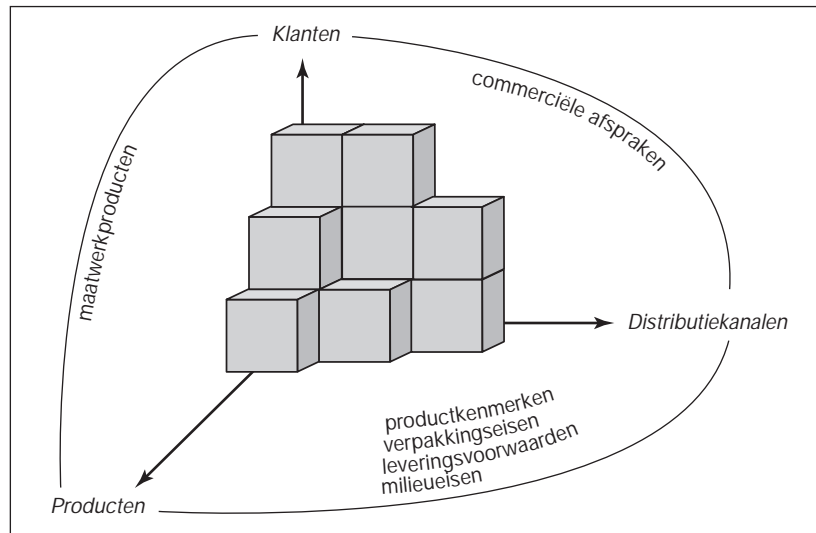 Klanten
commerciële afspraken
maatwerkproducten
Distributiekanalen
productkenmerken
verpakkingseisen
leveringsvoorwaarden
milieueisen
Producten